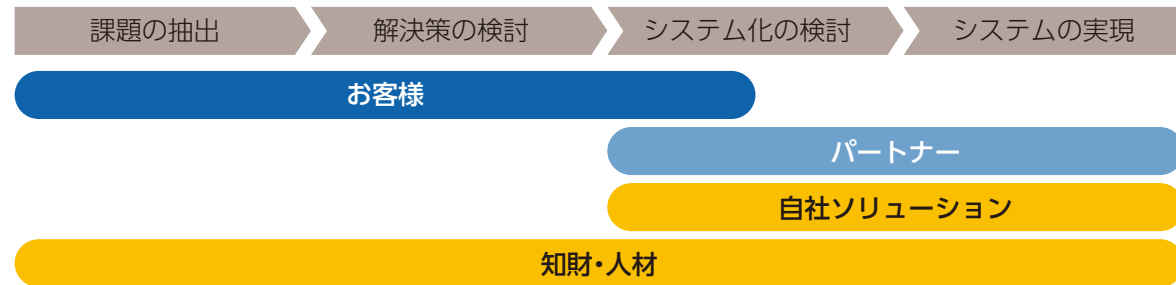 課題の抽出 解決策の検討 システム化の検討 システムの実現
お客様
パートナー
自社ソリューション
知財・人材